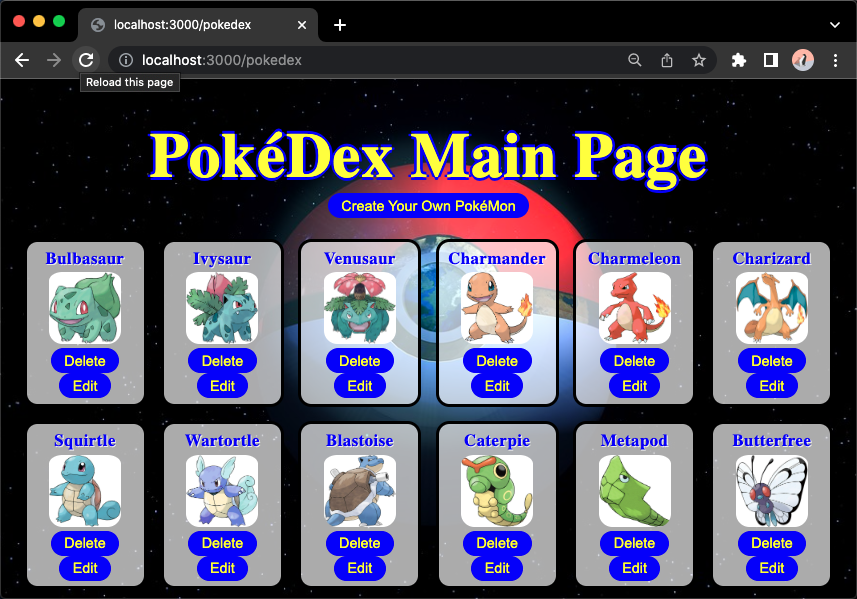 localhost:3000/pokedex
localhost:3000/pokedex
Reload this page
PokéDex Main Page
Create Your Own PokéMon
Bulbasaur Ivysaur Venusaur Charmander Charmeleon Charizard
Delete Delete Delete Delete Delete Delete
Edit Edit Edit Edit Edit Edit
Squirtle Wartortle Blastoise Caterpie Metapod Butterfree
Delete Delete Delete Delete Delete Delete
Edit Edit Edit Edit Edit Edit